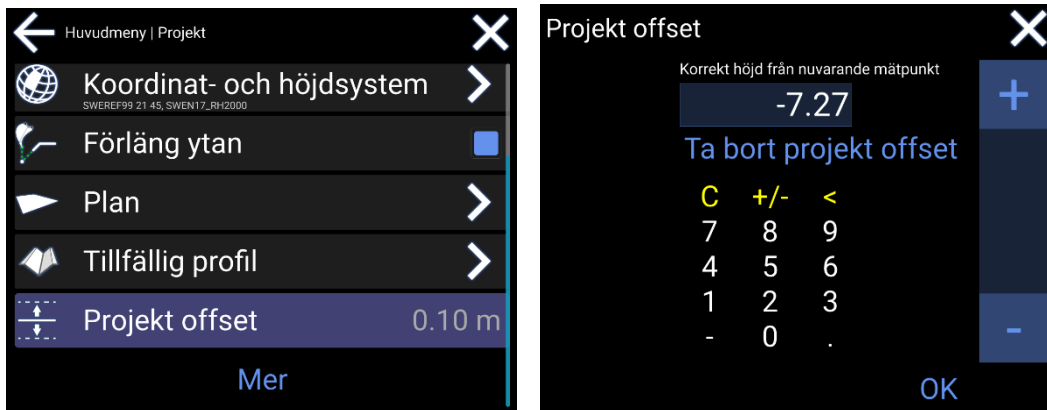 Huvudmeny | Projekt
Koordinat- och höjdsystem
SWEREF99 21 45, SWEN17_RH2000
Förläng ytan
Plan
Tillfällig profil
Projekt offset 0.10 m
Mer
Projekt offset
Korrekt höjd från nuvarande mätpunkt
-7.27
Ta bort projekt offset
C +/- <
7 8 9
4 5 6
1 2 3
- 0 .
+
-
OK